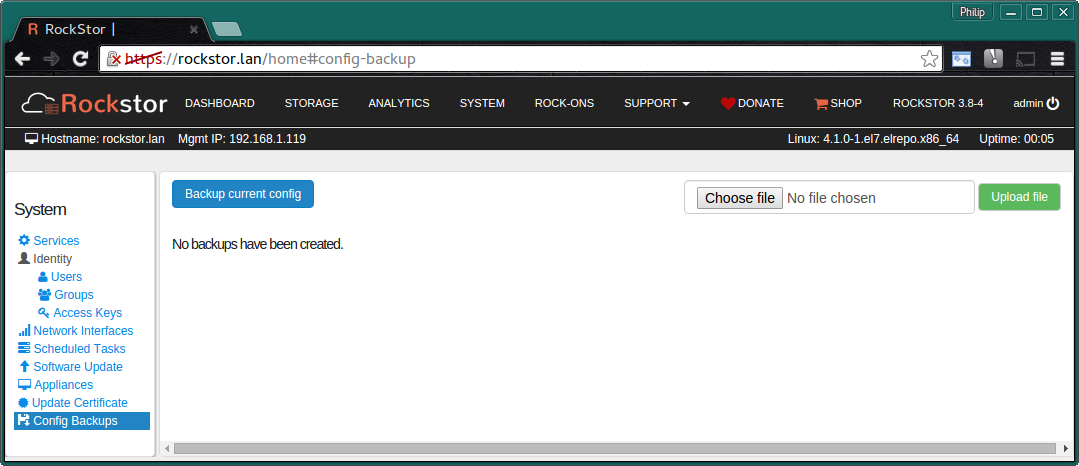 Philip
R RockStor |
https://rockstor.lan/home#config-backup
Rockstor DASHBOARD STORAGE ANALYTICS SYSTEM ROCK-ONS SUPPORT DONATE SHOP ROCKSTOR 3.8-4 admin
Hostname: rockstor.lan Mgmt IP: 192.168.1.119 Linux: 4.1.0-1.el7.elrepo.x86_64 Uptime: 00:05
Backup current config Choose file No file chosen Upload file
System
No backups have been created.
Services
Identity
Users
Groups
Access Keys
Network Interfaces
Scheduled Tasks
Software Update
Appliances
Update Certificate
Config Backups